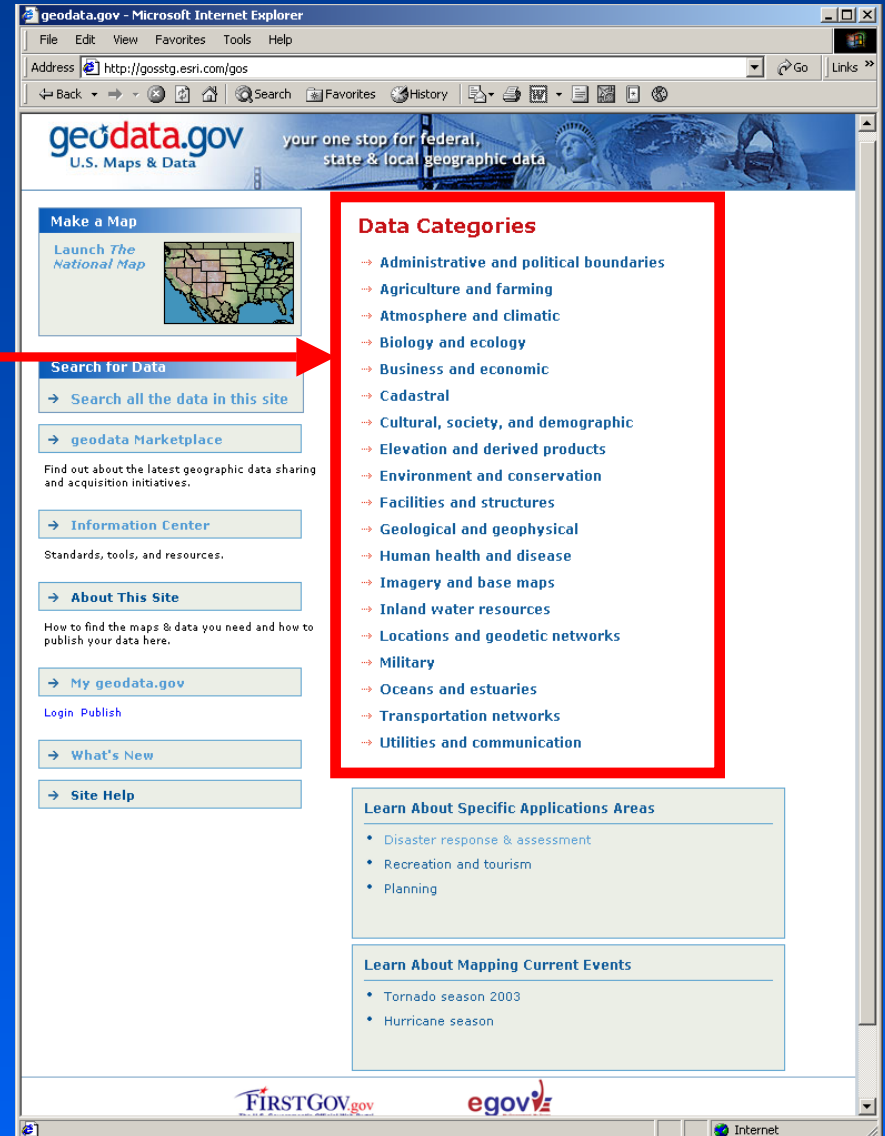 geodata.gov - Microsoft Internet Explorer
File Edit View Favorites Tools Help
Address http://gosstg.esri.com/gos Go Links »
Back Search Favorites History
geodata.gov
U.S. Maps & Data
your one stop for federal,
state & local geographic data
Make a Map
Launch The
National Map
Search for Data
Search all the data in this site
geodata Marketplace
Find out about the latest geographic data sharing
and acquisition initiatives.
Information Center
Standards, tools, and resources.
About This Site
How to find the maps & data you need and how to
publish your data here.
My geodata.gov
Login Publish
What's New
Site Help
Data Categories
Administrative and political boundaries
Agriculture and farming
Atmosphere and climatic
Biology and ecology
Business and economic
Cadastral
Cultural, society, and demographic
Elevation and derived products
Environment and conservation
Facilities and structures
Geological and geophysical
Human health and disease
Imagery and base maps
Inland water resources
Locations and geodetic networks
Military
Oceans and estuaries
Transportation networks
Utilities and communication
Learn About Specific Applications Areas
• Disaster response & assessment
• Recreation and tourism
• Planning
Learn About Mapping Current Events
• Tornado season 2003
• Hurricane season
FIRSTGOV.gov
egov
Internet